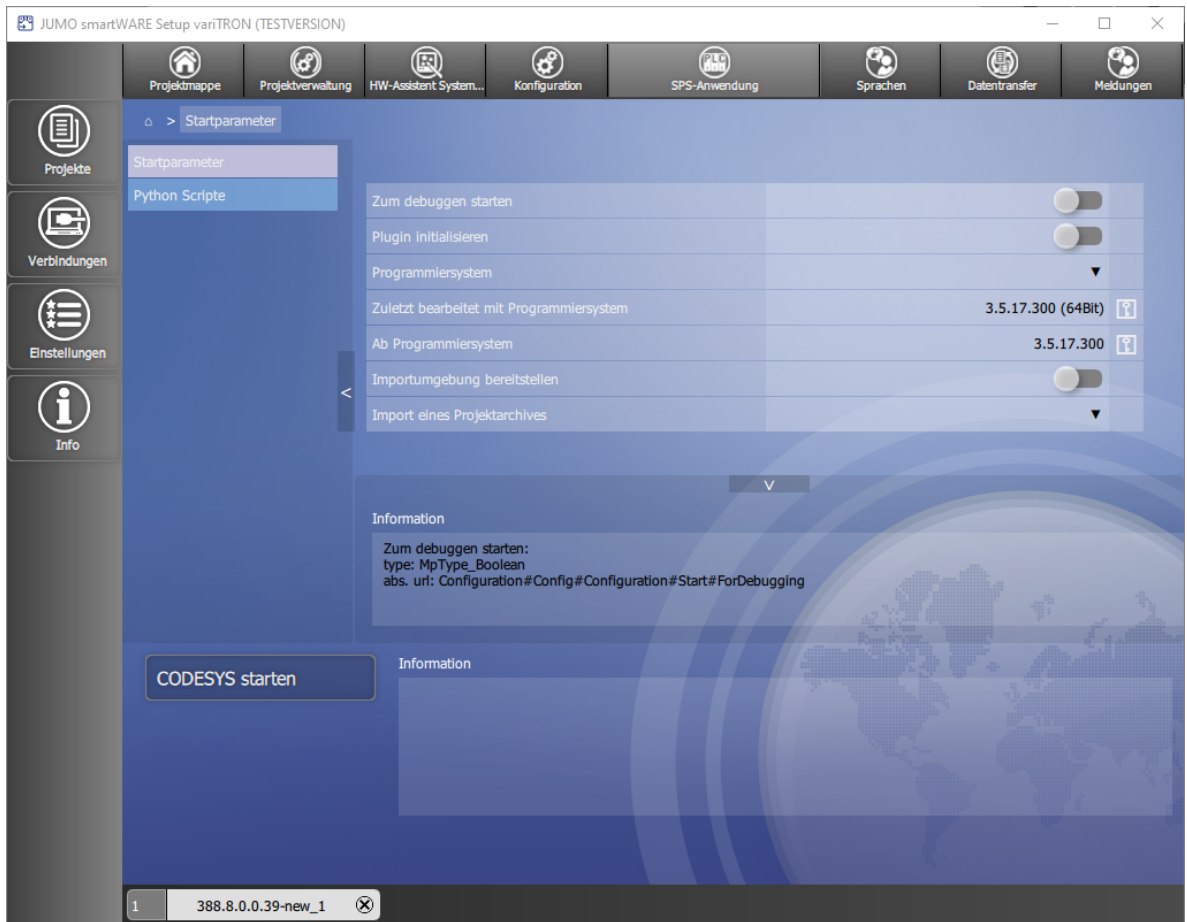 JUMO smartWARE Setup variTRON (TESTVERSION)
Projektmappe
Projektverwaltung
HW-Assistent System...
Konfiguration
PLC
SPS-Anwendung
Sprachen
Datentransfer
Meldungen
Projekte
Verbindungen
Einstellungen
Info
> Startparameter
Startparameter
Python Scripte
Zum debuggen starten
Plugin initialisieren
Programmiersystem ▼
Zuletzt bearbeitet mit Programmiersystem 3.5.17.300 (64Bit)
Ab Programmiersystem 3.5.17.300
Importumgebung bereitstellen
Import eines Projektarchives ▼
<
V
Information
Zum debuggen starten:
type: MpType_Boolean
abs. url: Configuration#Config#Configuration#Start#ForDebugging
CODESYS starten
Information
1 388.8.0.0.39-new_1